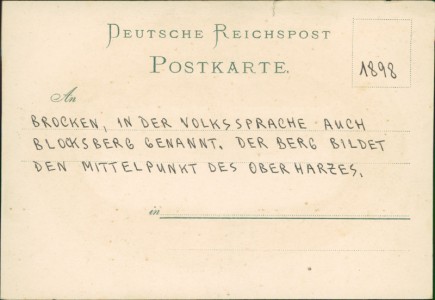 Deutsche Reichspost
Postkarte.
1898
An
BROCKEN, IN DER VOLKSSPRACHE AUCH
BLOCKSBERG GENANNT. DER BERG BILDET
DEN MITTELPUNKT DES OBERHARZES.
in